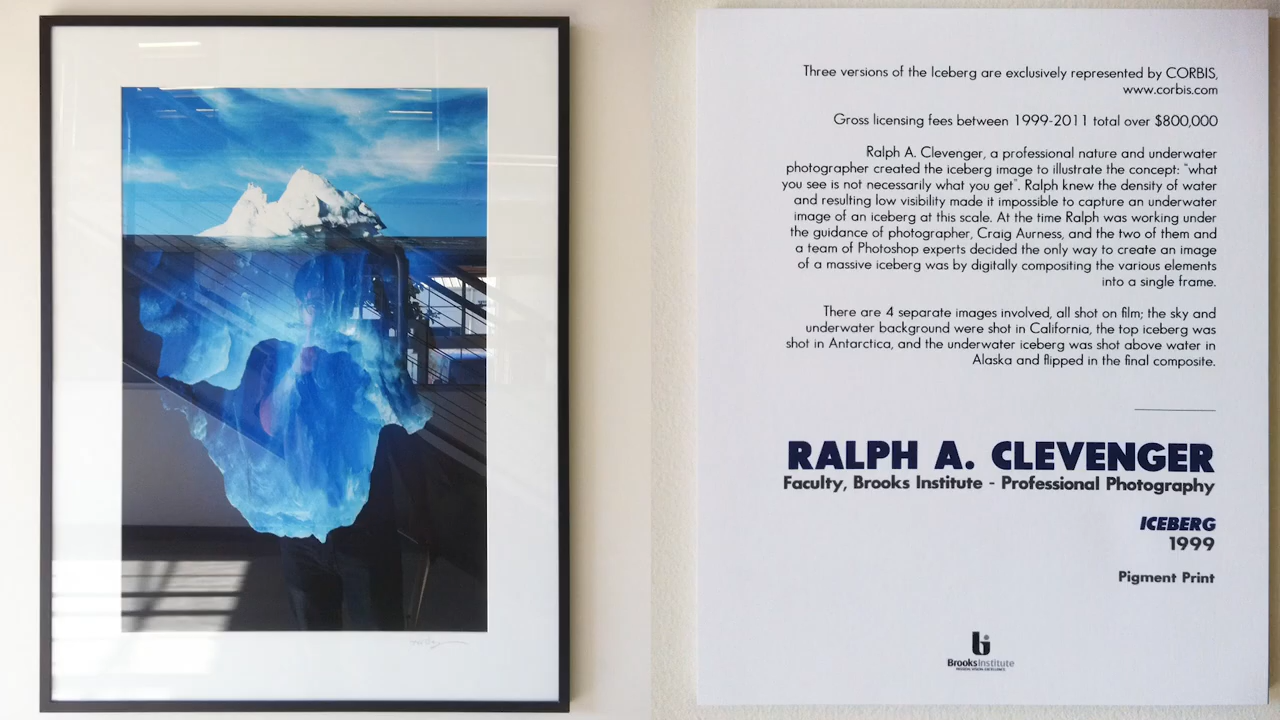 Three versions of the Iceberg are exclusively represented by CORBIS,
www.corbis.com
Gross licensing fees between 1999-2011 total over $800,000
Ralph A. Clevenger, a professional nature and underwater
photographer created the iceberg image to illustrate the concept: "what
you see is not necessarily what you get". Ralph knew the density of water
and resulting low visibility made it impossible to capture an underwater
image of an iceberg at this scale. At the time Ralph was working under
the guidance of photographer, Craig Aurness, and the two of them and
a team of Photoshop experts decided the only way to create an image
of a massive iceberg was by digitally compositing the various elements
into a single frame.
There are 4 separate images involved, all shot on film; the sky and
underwater background were shot in California, the top iceberg was
shot in Antarctica, and the underwater iceberg was shot above water in
Alaska and flipped in the final composite.
RALPH A. CLEVENGER
Faculty, Brooks Institute - Professional Photography
ICEBERG
1999
Pigment Print
BrooksInstitute